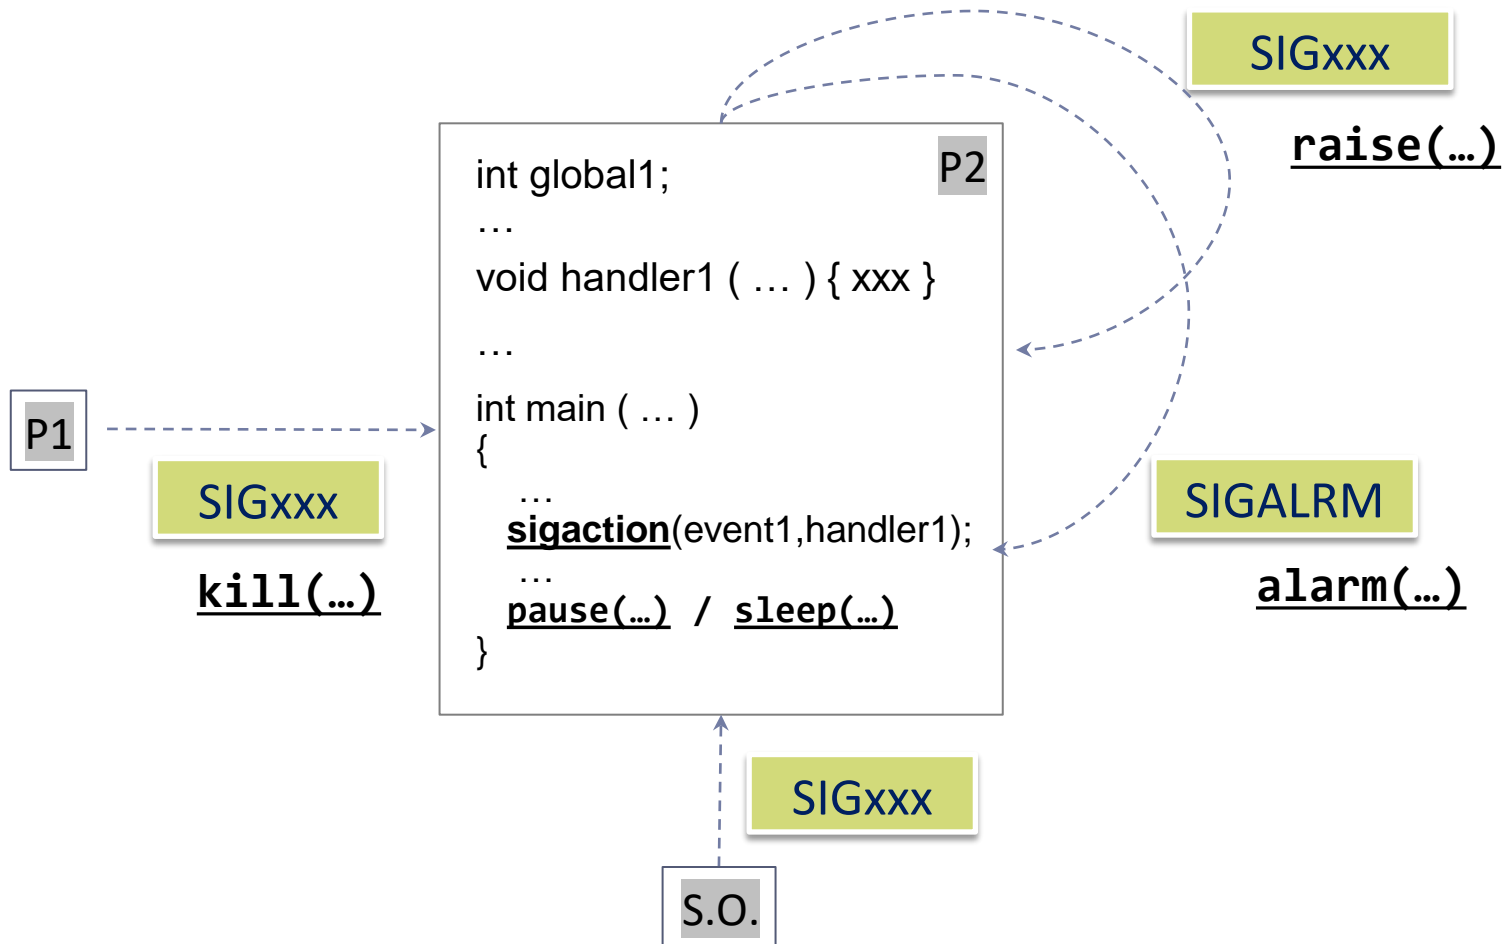 SIGxxx
raise(…)
P2
int global1;
…
void handler1 ( … ) { xxx }
…
int main ( … )
{
…
sigaction(event1,handler1);
…
pause(…) / sleep(…)
}
P1
SIGxxx
kill(…)
SIGALRM
alarm(…)
SIGxxx
S.O.